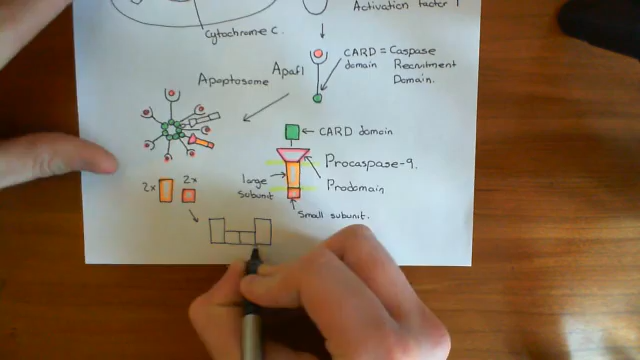 Activation factor 1
Cytochrome C.
CARD = Caspase
domain Recruitment
Domain.
Apaf1
Apoptosome
CARD domain
Procaspase-9.
large
subunit
Prodomain
2x
2x
Small subunit.